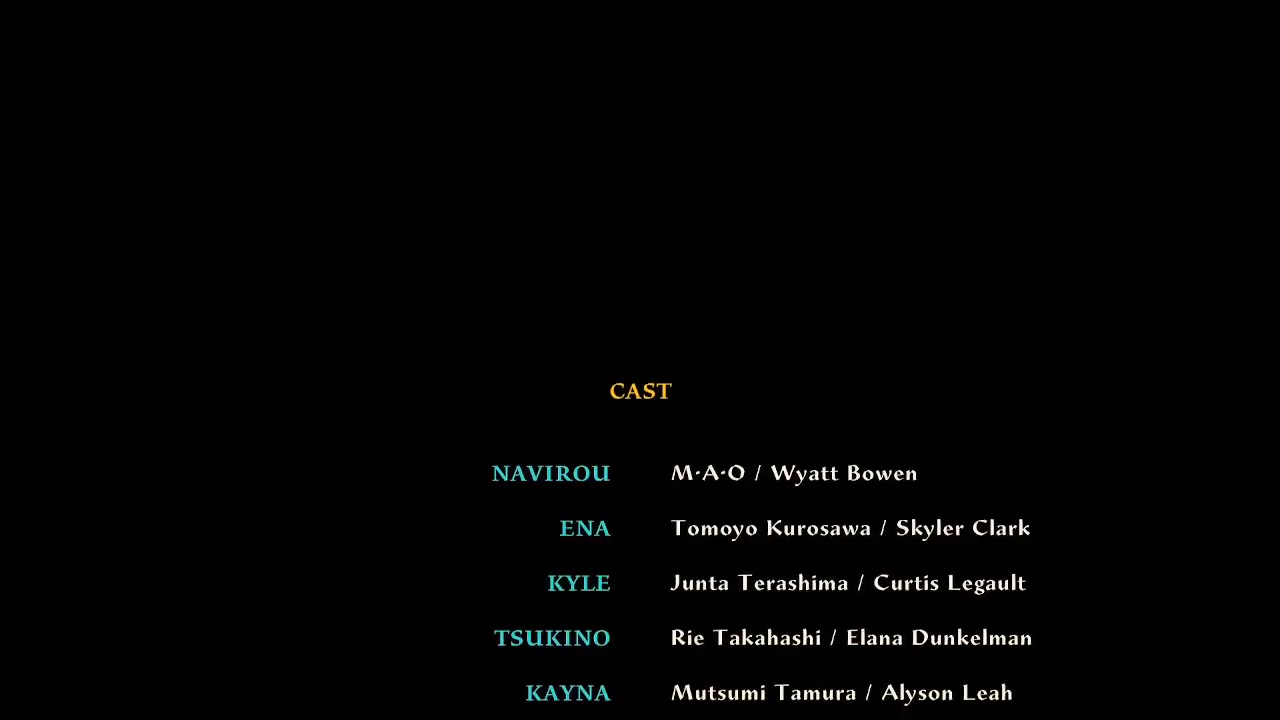 CAST
NAVIROU M·A·O / Wyatt Bowen
ENA Tomoyo Kurosawa / Skyler Clark
KYLE Junta Terashima / Curtis Legault
TSUKINO Rie Takahashi / Elana Dunkelman
KAYNA Mutsumi Tamura / Alyson Leah